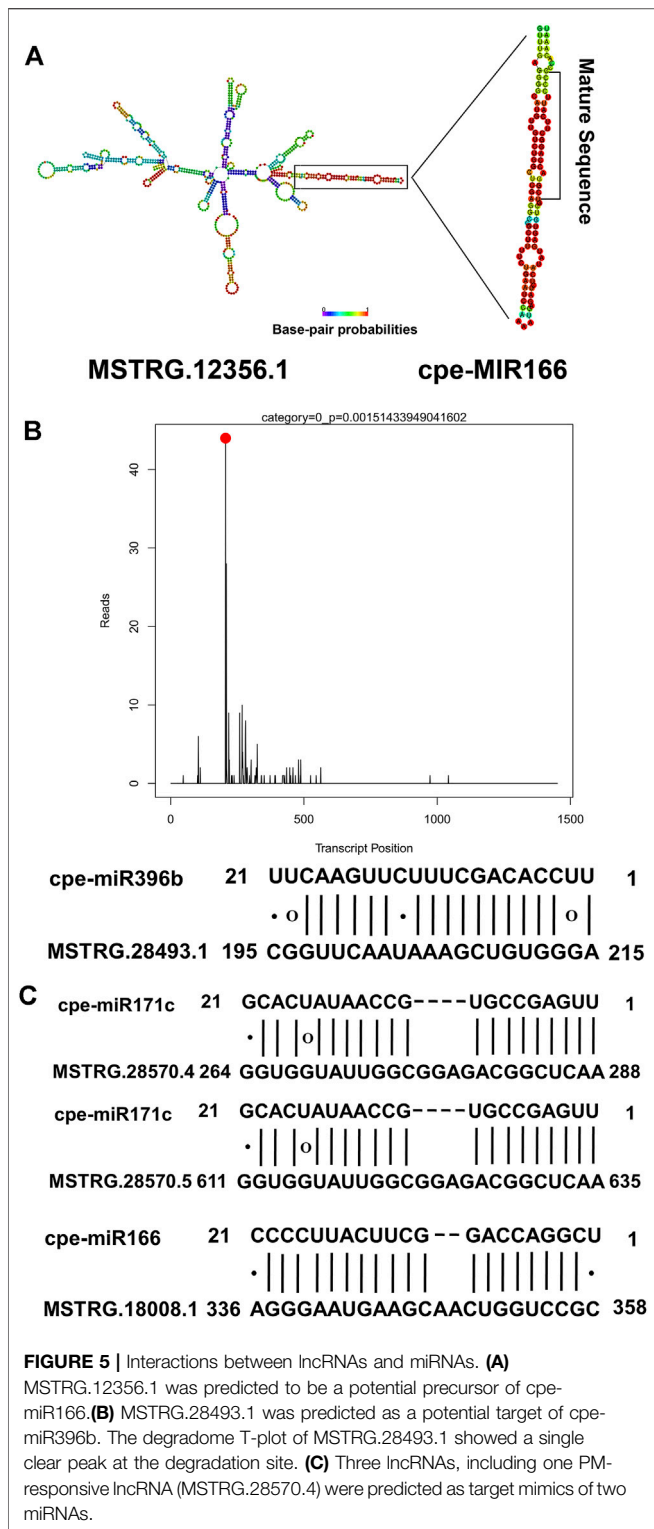 A
Mature Sequence
0 1
Base-pair probabilities
MSTRG.12356.1 cpe-MIR166
B
category=0_p=0.00151433949041602
Reads
40
30
20
10
0
0 500 1000 1500
Transcript Position
cpe-miR396b 21 UUCAAGUUCUUUCGACACCUU 1
MSTRG.28493.1 195 CGGUUCAAUAAAGCUGUGGGA 215
C
cpe-miR171c 21 GCACUAUAACCG----UGCCGAGUU 1
MSTRG.28570.4 264 GGUGGUAUUGGCGGAGACGGCUCAA 288
cpe-miR171c 21 GCACUAUAACCG----UGCCGAGUU 1
MSTRG.28570.5 611 GGUGGUAUUGGCGGAGACGGCUCAA 635
cpe-miR166 21 CCCCUUACUUCG--GACCAGGCU 1
MSTRG.18008.1 336 AGGGAAUGAAGCAACUGGUCCGC 358
FIGURE 5 | Interactions between lncRNAs and miRNAs. (A)
MSTRG.12356.1 was predicted to be a potential precursor of cpe-
miR166.(B) MSTRG.28493.1 was predicted as a potential target of cpe-
miR396b. The degradome T-plot of MSTRG.28493.1 showed a single
clear peak at the degradation site. (C) Three lncRNAs, including one PM-
responsive lncRNA (MSTRG.28570.4) were predicted as target mimics of two
miRNAs.